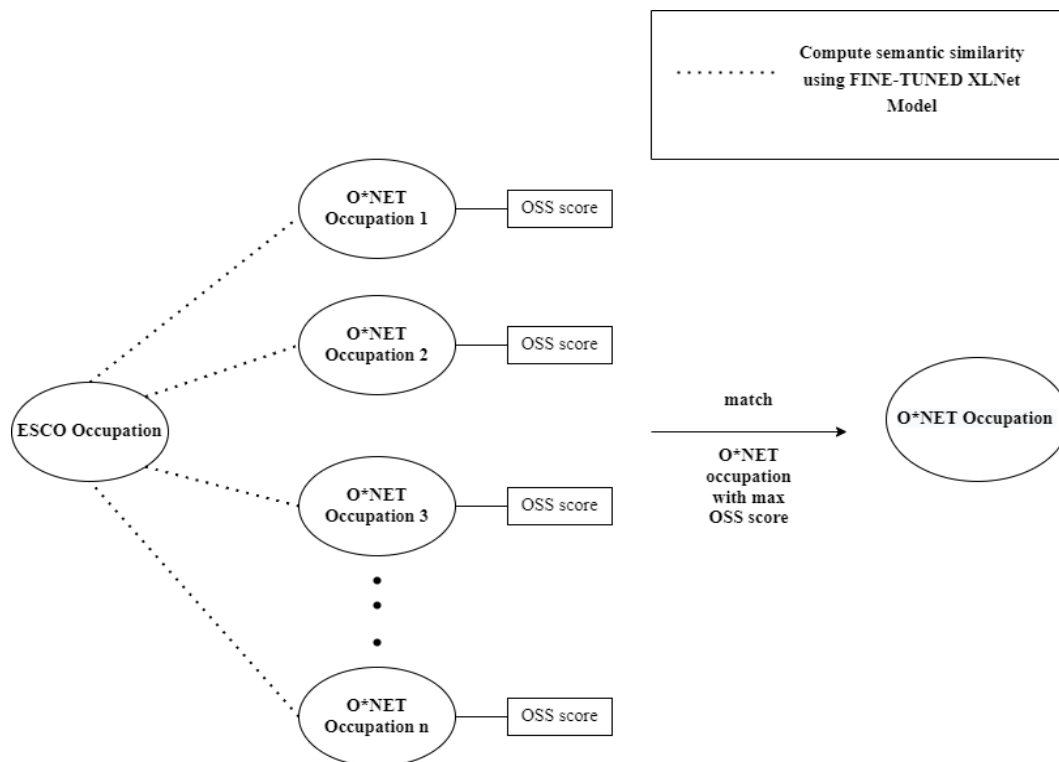 Compute semantic similarity
using FINE-TUNED XLNet
Model
O*NET
Occupation 1
OSS score
O*NET
Occupation 2
OSS score
ESCO Occupation
O*NET
Occupation 3
OSS score
O*NET
Occupation n
OSS score
match
O*NET
occupation
with max
OSS score
O*NET Occupation